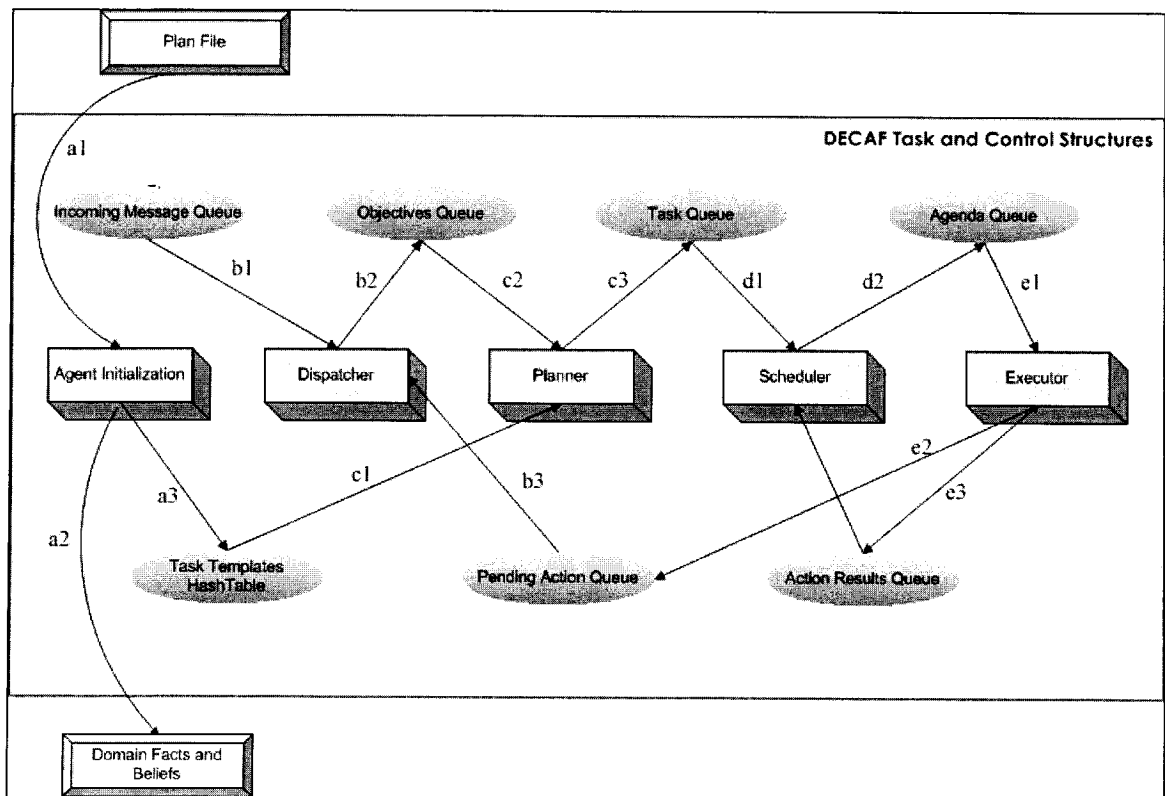 Plan File
DECAF Task and Control Structures
a1
Incoming Message Queue
Objectives Queue
Task Queue
Agenda Queue
b1
b2
c2
c3
d1
d2
e1
Agent Initialization
Dispatcher
Planner
Scheduler
Executor
a3
c1
b3
e2
e3
a2
Task Templates
HashTable
Pending Action Queue
Action Results Queue
Domain Facts and
Beliefs